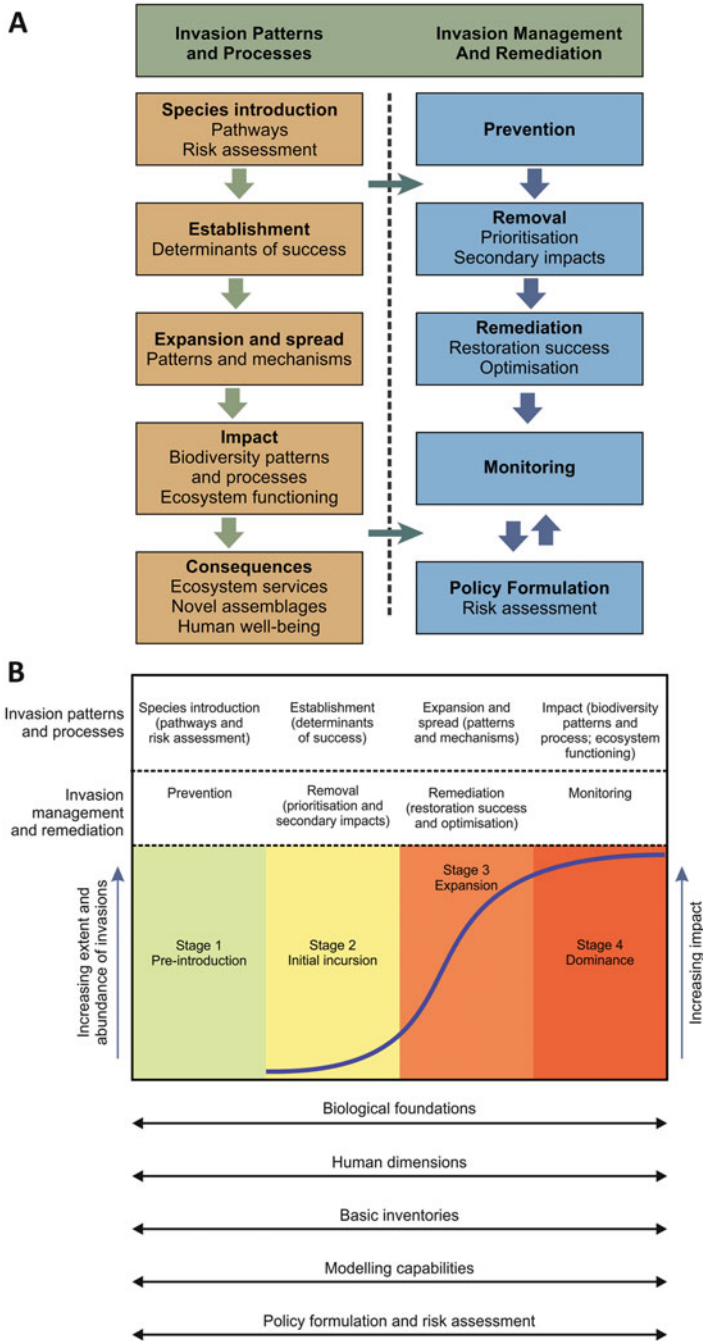 A
Invasion Patterns
and Processes
Invasion Management
And Remediation
Species introduction
Pathways
Risk assessment
Prevention
Establishment
Determinants of success
Removal
Prioritisation
Secondary impacts
Expansion and spread
Patterns and mechanisms
Remediation
Restoration success
Optimisation
Impact
Biodiversity patterns
and processes
Ecosystem functioning
Monitoring
Consequences
Ecosystem services
Novel assemblages
Human well-being
Policy Formulation
Risk assessment
B
Invasion patterns
and processes
Species introduction
(pathways and
risk assessment)
Establishment
(determinants
of success)
Expansion and
spread (patterns
and mechanisms)
Impact (biodiversity
patterns and
process; ecosystem
functioning)
Invasion
management
and remediation
Prevention
Removal
(prioritisation and
secondary impacts)
Remediation
(restoration success
and optimisation)
Monitoring
Increasing extent and
abundance of invasions
Stage 1
Pre-introduction
Stage 2
Initial incursion
Stage 3
Expansion
Stage 4
Dominance
Increasing impact
Biological foundations
Human dimensions
Basic inventories
Modelling capabilities
Policy formulation and risk assessment